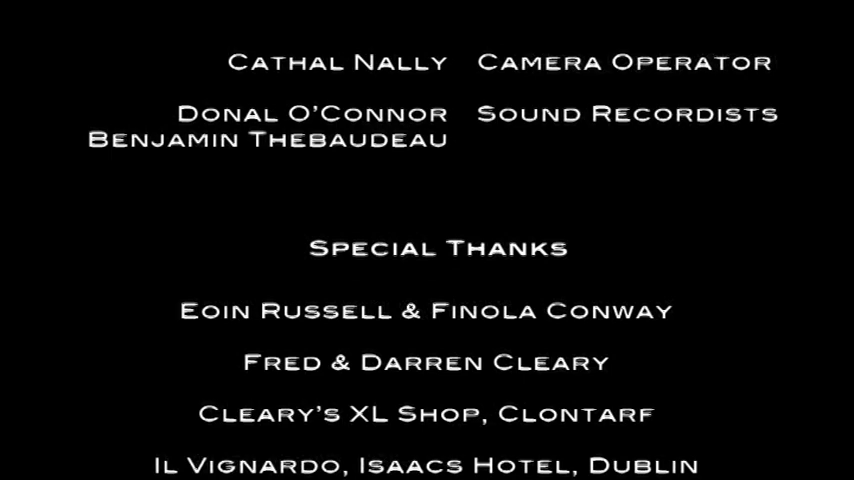 Cathal Nally Camera Operator
Donal O'Connor Sound Recordists
Benjamin Thebaudeau
Special Thanks
Eoin Russell & Finola Conway
Fred & Darren Cleary
Cleary's XL Shop, Clontarf
Il Vignardo, Isaacs Hotel, Dublin